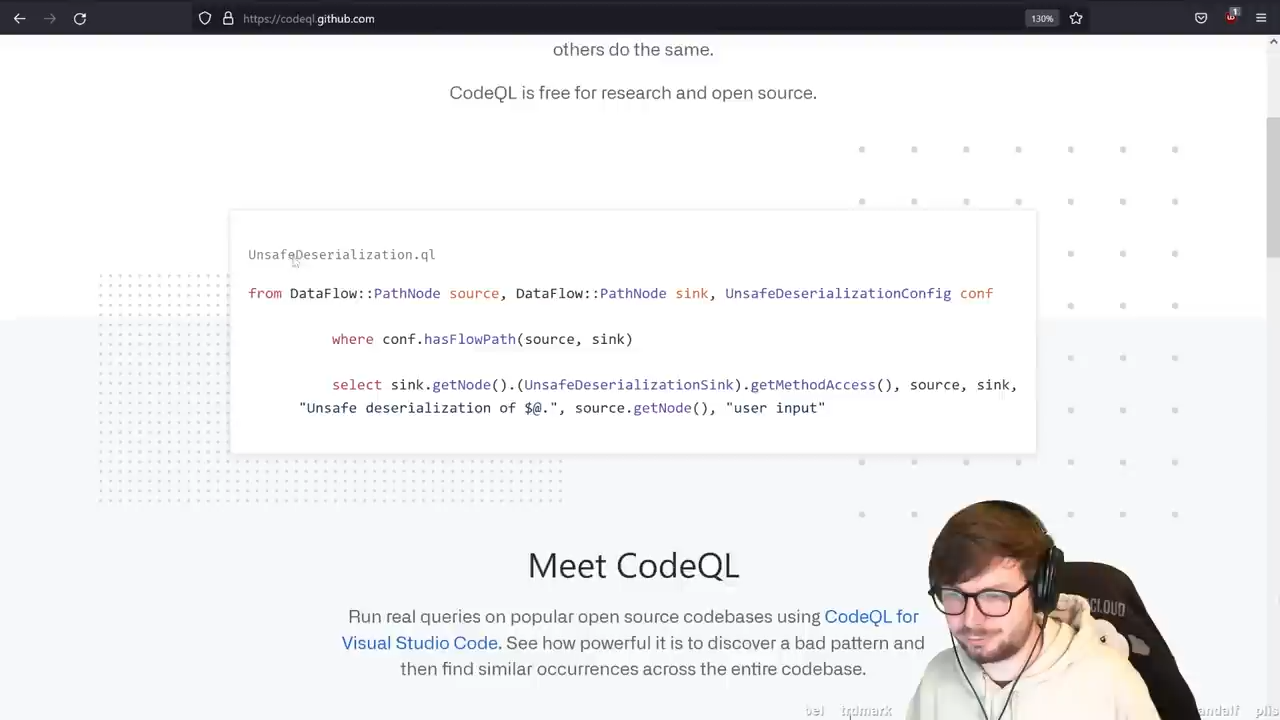 https://codeql.github.com
130%
1
others do the same.
CodeQL is free for research and open source.
UnsafeDeserialization.ql
from DataFlow::PathNode source, DataFlow::PathNode sink, UnsafeDeserializationConfig conf
where conf.hasFlowPath(source, sink)
select sink.getNode().(UnsafeDeserializationSink).getMethodAccess(), source, sink,
"Unsafe deserialization of $@.", source.getNode(), "user input"
Meet CodeQL
Run real queries on popular open source codebases using CodeQL for
Visual Studio Code. See how powerful it is to discover a bad pattern and
then find similar occurrences across the entire codebase.
CLOUD
trdmark